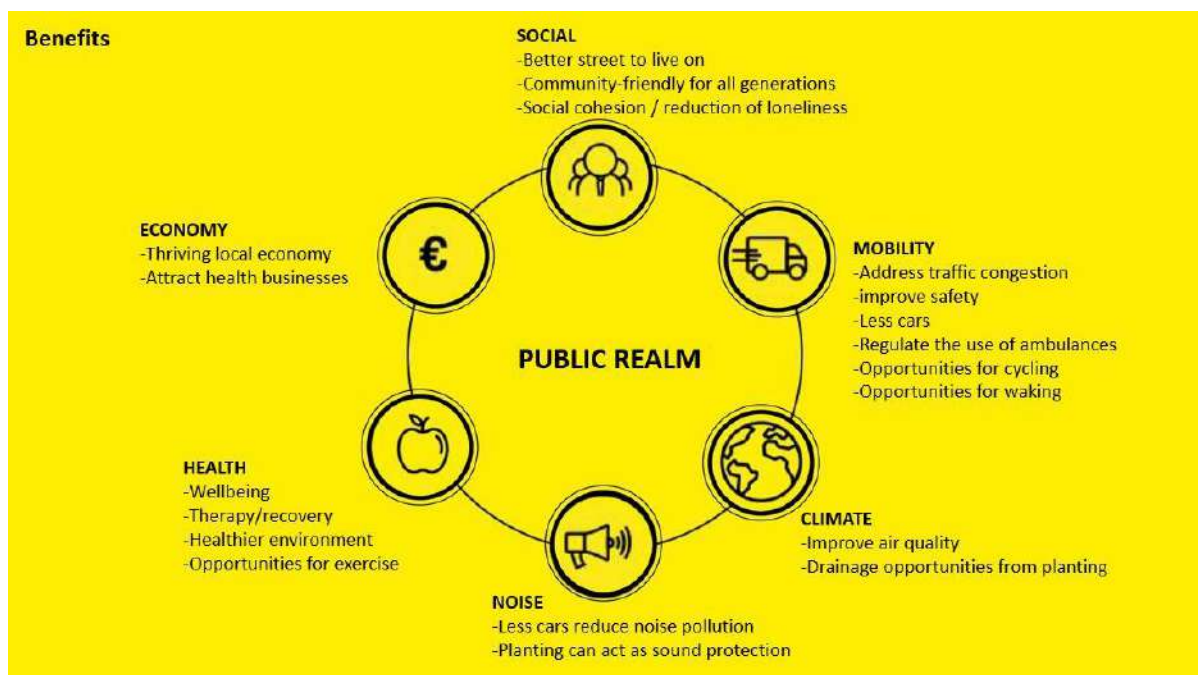 Benefits
SOCIAL
-Better street to live on
-Community-friendly for all generations
-Social cohesion / reduction of loneliness
ECONOMY
-Thriving local economy
-Attract health businesses
€
MOBILITY
-Address traffic congestion
-improve safety
-Less cars
-Regulate the use of ambulances
-Opportunities for cycling
-Opportunities for waking
PUBLIC REALM
HEALTH
-Wellbeing
-Therapy/recovery
-Healthier environment
-Opportunities for exercise
CLIMATE
-Improve air quality
-Drainage opportunities from planting
NOISE
-Less cars reduce noise pollution
-Planting can act as sound protection